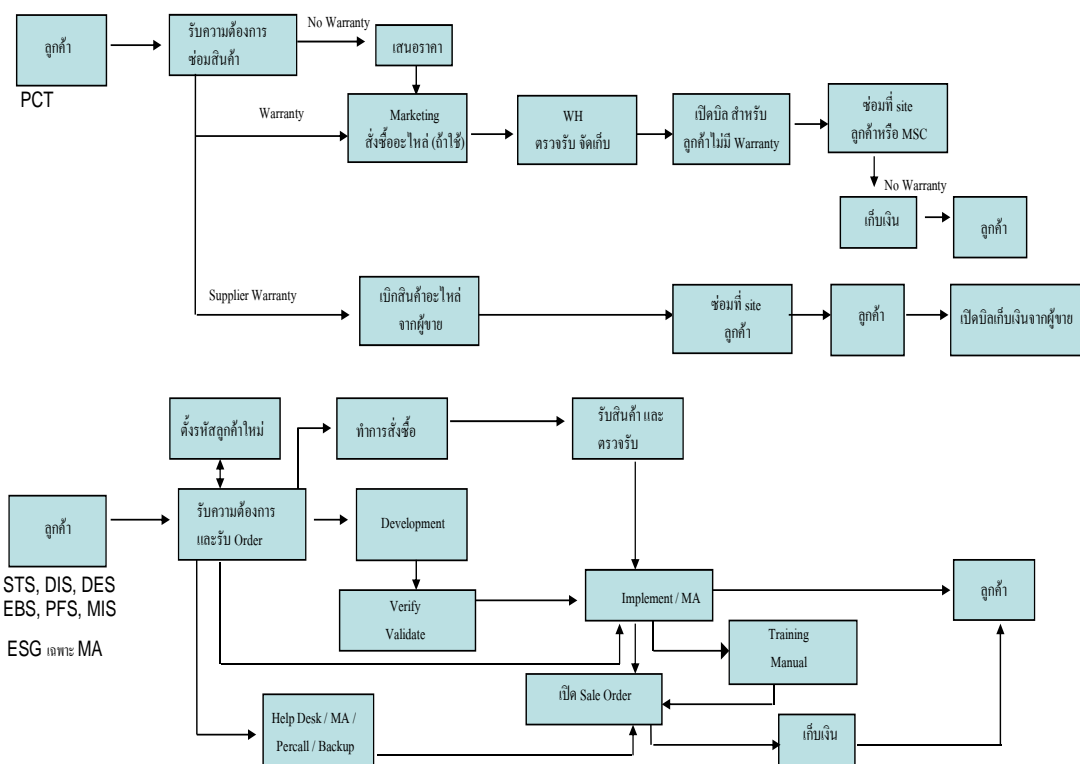 ลูกค้า
PCT
รับความต้องการ
ซ่อมสินค้า
No Warranty
เสนอราคา
Warranty
Marketing
สั่งซื้ออะไหล่ (ถ้าใช้)
WH
ตรวจรับ จัดเก็บ
เปิดบิล สำหรับ
ลูกค้าไม่มี Warranty
ซ่อมที่ site
ลูกค้าหรือ MSC
No Warranty
เก็บเงิน
ลูกค้า
Supplier Warranty
เบิกสินค้าอะไหล่
จากผู้ขาย
ซ่อมที่ site
ลูกค้า
ลูกค้า
เปิดบิลเก็บเงินจากผู้ขาย
ตั้งรหัสลูกค้าใหม่
ทำการสั่งซื้อ
รับสินค้า และ
ตรวจรับ
ลูกค้า
STS, DIS, DES
EBS, PFS, MIS
ESG เฉพาะ MA
รับความต้องการ
และรับ Order
Development
Verify
Validate
Implement / MA
ลูกค้า
Training
Manual
เปิด Sale Order
Help Desk / MA /
Percall / Backup
เก็บเงิน